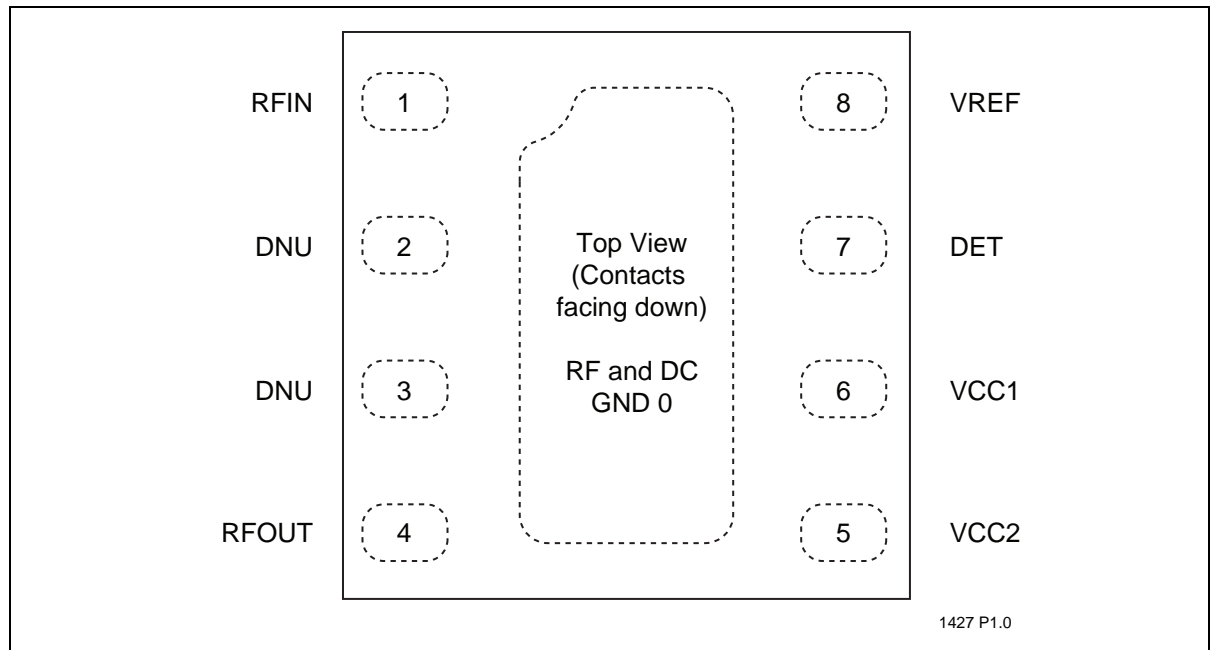 RFIN 1 8 VREF
DNU 2 7 DET
Top View
(Contacts
facing down)
DNU 3 6 VCC1
RF and DC
GND 0
RFOUT 4 5 VCC2
1427 P1.0